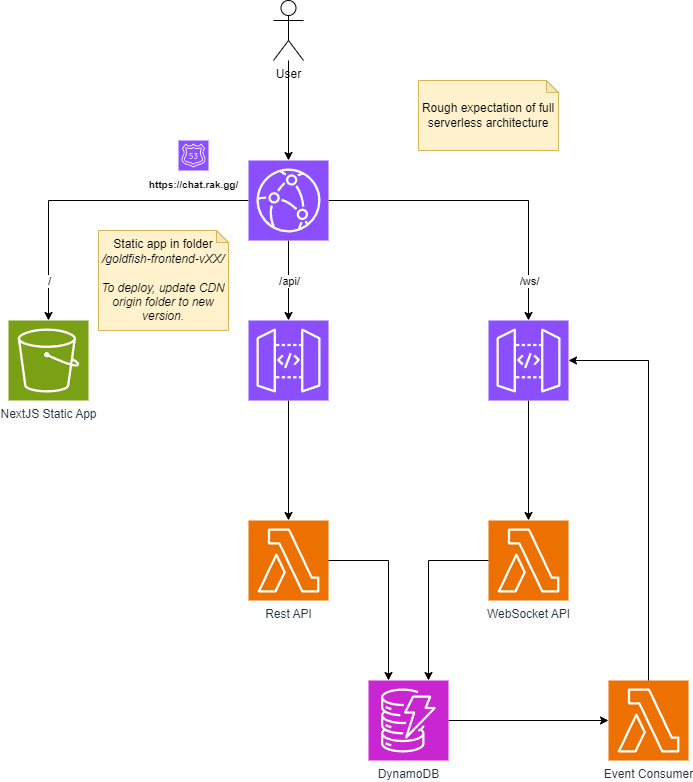 User
Rough expectation of full
serverless architecture
53
https://chat.rak.gg/
Static app in folder
/goldfish-frontend-vXX/
To deploy, update CDN
origin folder to new
version.
/
/api/
/ws/
</>
</>
NextJS Static App
Rest API
WebSocket API
DynamoDB
Event Consumer